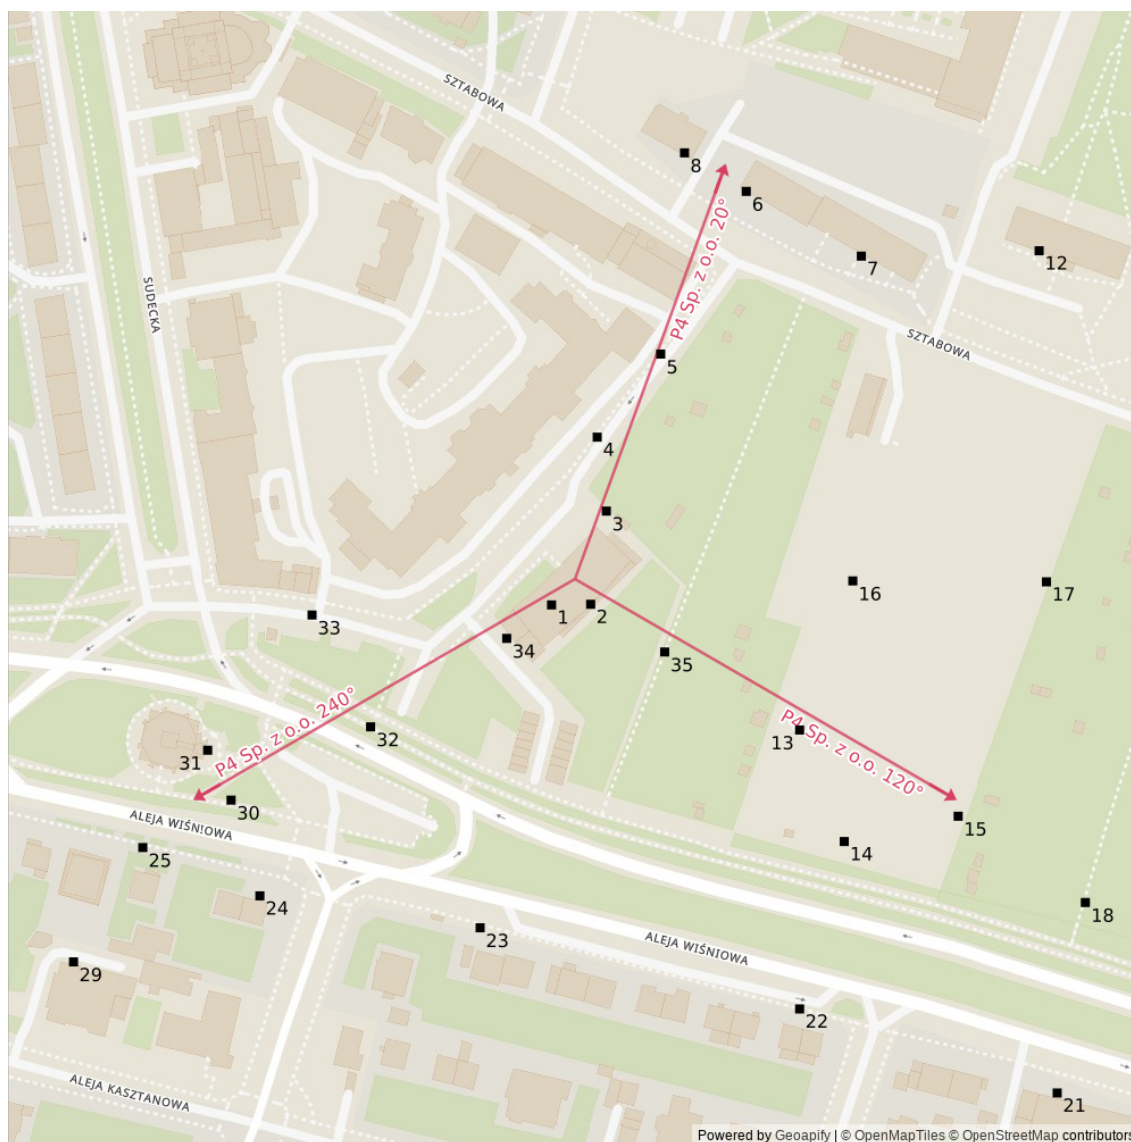 SZTABOWA
8
6
P4 Sp. z o.o. 20°
7
12
SUDECKA
SZTABOWA
5
4
3
16
17
1
2
33
34
35
P4 Sp. z o.o. 240°
32
31
13
P4 Sp. z o.o. 120°
30
ALEJA WIŚNIOWA
15
25
14
24
18
23
ALEJA WIŚNIOWA
29
22
ALEJA KASZTANOWA
21
Powered by Geoapify | © OpenMapTiles © OpenStreetMap contributors